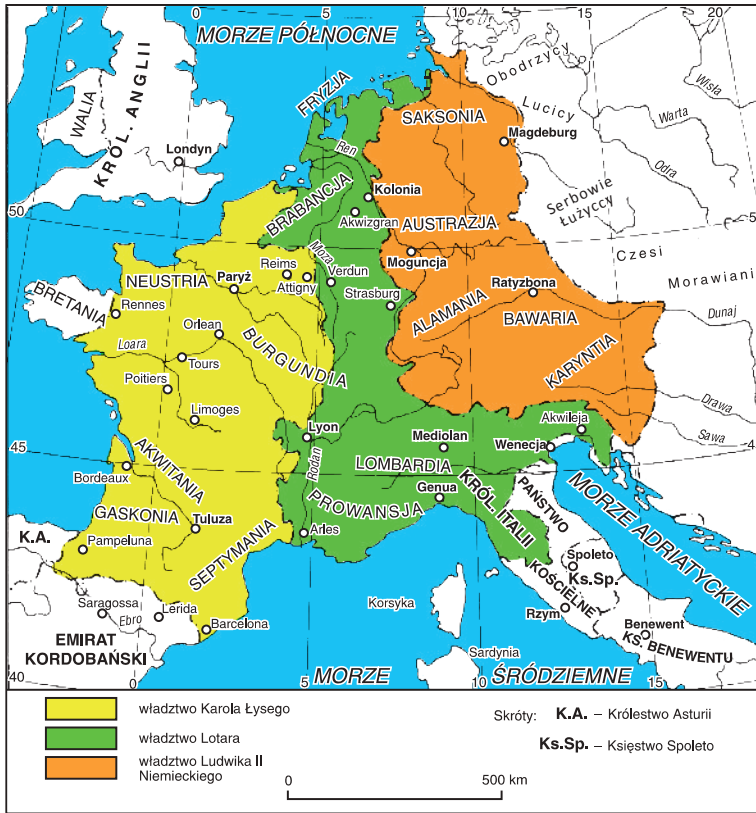 0
5
10
15
20
MORZE PÓŁNOCNE
Obodrzycy
Wisła
FRYZJA
WALIA
KRÓL. ANGLII
SAKSONIA
Lucicy
Warta
Londyn
Ren
Magdeburg
Odra
BRABANCJA
Kolonia
Serbowie
Łużyccy
50
Akwizgran
AUSTRAZJA
5
Moza
Moguncja
Czesi
NEUSTRIA
Paryż
Reims
Attigny
Verdun
Ratyzbona
Morawiani
BRETANIA
Rennes
Strasburg
ALAMANIA
BAWARIA
Dunaj
Orlean
Loara
BURGUNDIA
KARYNTIA
Tours
Poitiers
Limoges
Drawa
Akwileja
Lyon
Mediolan
Wenecja
Sawa
45
4
AKWITANIA
Rodan
LOMBARDIA
Bordeaux
Genua
KRÓL. ITALII
PAŃSTWO
MORZE ADRIATYCKIE
GASKONIA
Tuluza
PROWANSJA
K.A.
SEPTYMANIA
Arles
Pampeluna
Spoleto
Ks.Sp.
KOŚCIELNE
Korsyka
Saragossa
Lerida
Ebro
Rzym
Barcelona
Benewent
EMIRAT
KORDOBAŃSKI
KS. BENEWENTU
Sardynia
40
0
MORZE
5
10
ŚRÓDZIEMNE
15
władztwo Karola Łysego
Skróty: K.A. – Królestwo Asturii
władztwo Lotara
Ks.Sp. – Księstwo Spoleto
władztwo Ludwika II
Niemieckiego
0
500 km